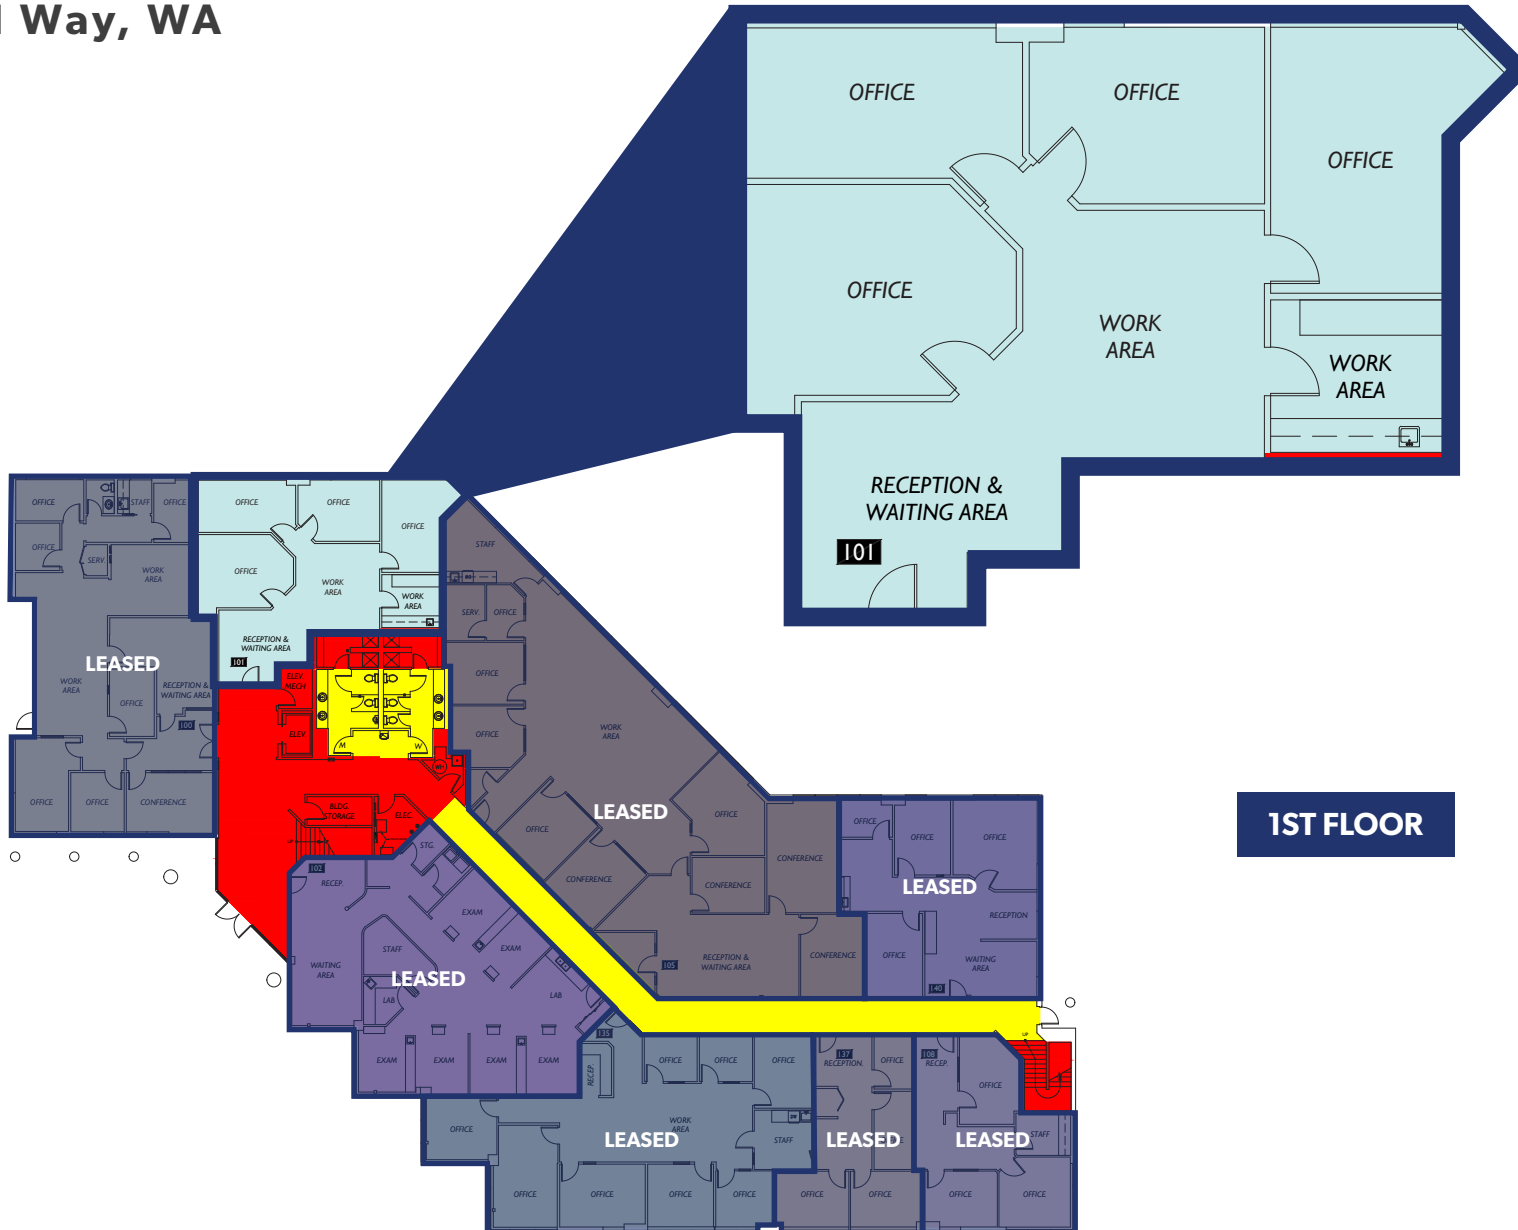 l Way, WA
OFFICE
OFFICE
OFFICE
OFFICE
WORK
AREA
WORK
AREA
RECEPTION &
WAITING AREA
101
1ST FLOOR
OFFICE
STAFF
OFFICE
OFFICE
SERV.
WORK
AREA
LEASED
WORK
AREA
RECEPTION &
WAITING AREA
OFFICE
100
OFFICE
OFFICE
CONFERENCE
OFFICE
OFFICE
OFFICE
OFFICE
WORK
AREA
WORK
AREA
RECEPTION &
WAITING AREA
101
ELEV.
MECH
ELEV
M
W
WH
BLDG.
STORAGE
ELEC
UP
STAFF
SERV.
OFFICE
OFFICE
OFFICE
WORK
AREA
LEASED
OFFICE
OFFICE
CONFERENCE
CONFERENCE
CONFERENCE
CONFERENCE
RECEPTION &
WAITING AREA
105
OFFICE
OFFICE
OFFICE
LEASED
RECEPTION
OFFICE
WAITING
AREA
140
UP
102
RECEP.
STG.
EXAM
EXAM
STAFF
LEASED
WAITING
AREA
LAB
LAB.
EXAM
EXAM
EXAM
EXAM
135
RECEP.
OFFICE
OFFICE
OFFICE
OFFICE
WORK
AREA
LEASED
STAFF
OFFICE
OFFICE
OFFICE
OFFICE
137
RECEPTION
OFFICE
LEASED
OFFICE
OFFICE
108
RECEP.
OFFICE
LEASED
STAFF
OFFICE
OFFICE